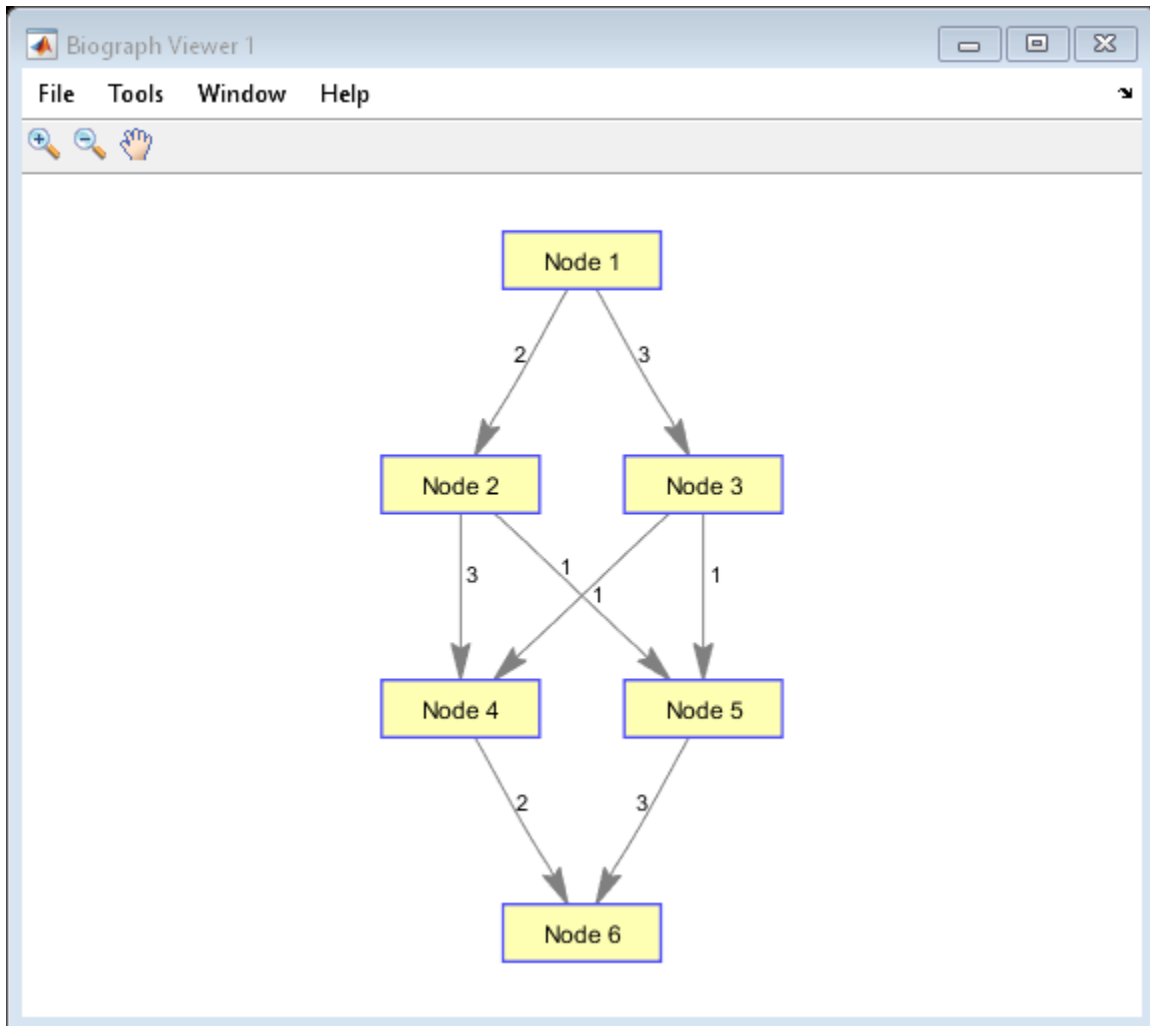 Biograph Viewer 1
File Tools Window Help
Node 1
2 3
Node 2 Node 3
3 1 1 1
Node 4 Node 5
2 3
Node 6